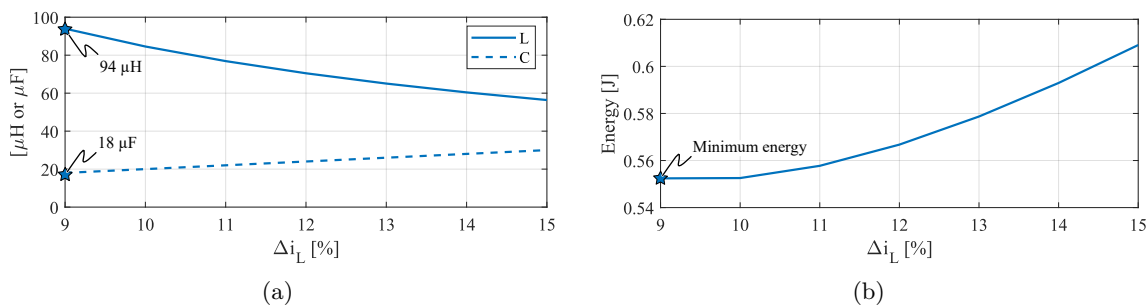 100
80
60
40
20
0
[µH or µF]
94 µH
18 µF
L
C
9
10
11
12
13
14
15
Δi_L [%]
(a)
0.62
0.6
0.58
0.56
0.54
Energy [J]
Minimum energy
9
10
11
12
13
14
15
Δi_L [%]
(b)